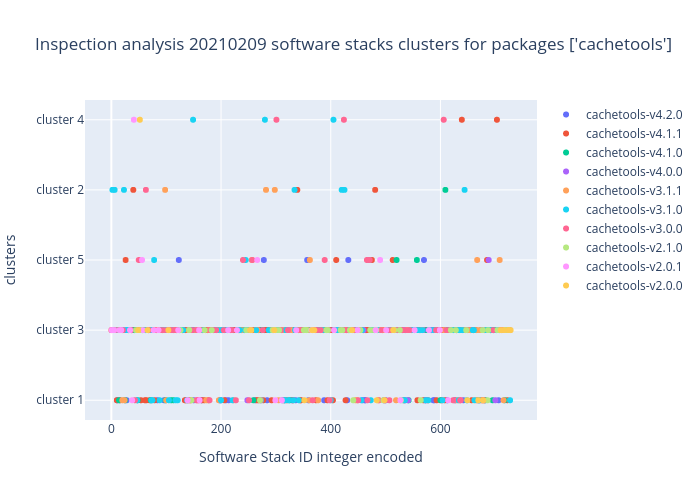 Inspection analysis 20210209 software stacks clusters for packages ['cachetools']
cluster 4
cluster 2
cluster 5
cluster 3
cluster 1
clusters
0
200
400
600
Software Stack ID integer encoded
cachetools-v4.2.0
cachetools-v4.1.1
cachetools-v4.1.0
cachetools-v4.0.0
cachetools-v3.1.1
cachetools-v3.1.0
cachetools-v3.0.0
cachetools-v2.1.0
cachetools-v2.0.1
cachetools-v2.0.0